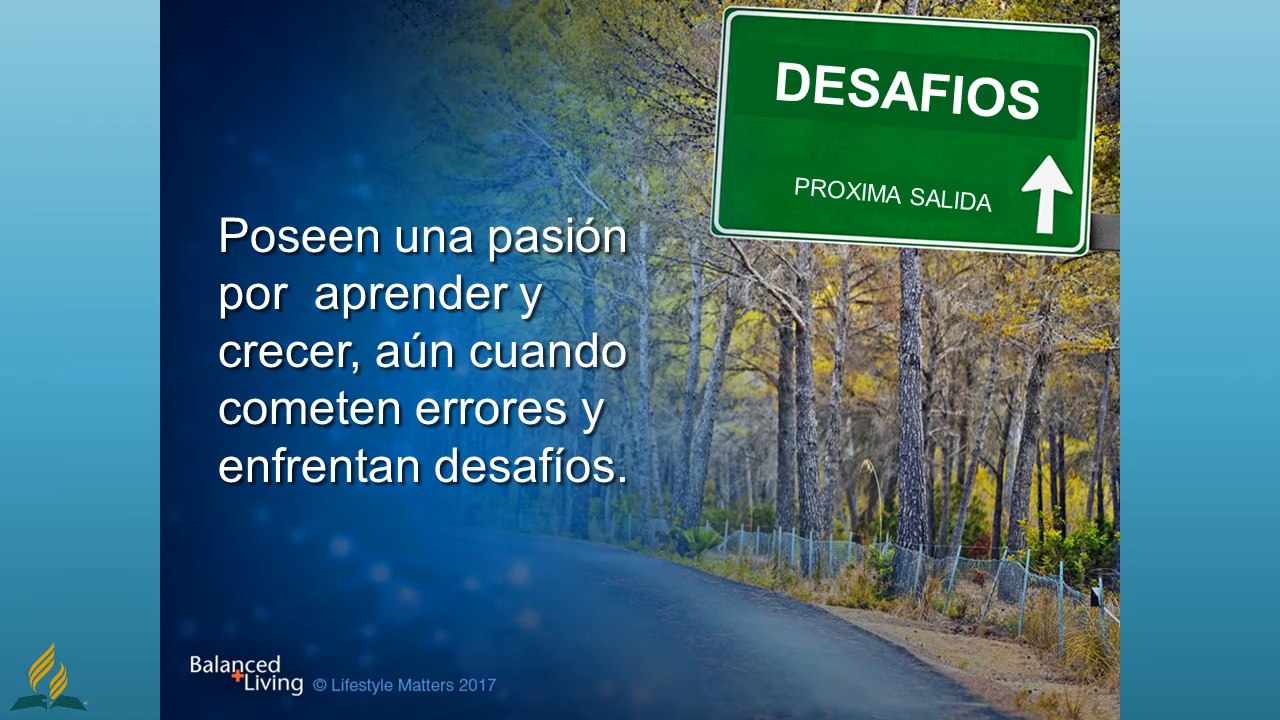 DESAFIOS
PROXIMA SALIDA
Poseen una pasión
por  aprender y
crecer, aún cuando
cometen errores y
enfrentan desafíos.
Balanced
Living
© Lifestyle Matters 2017